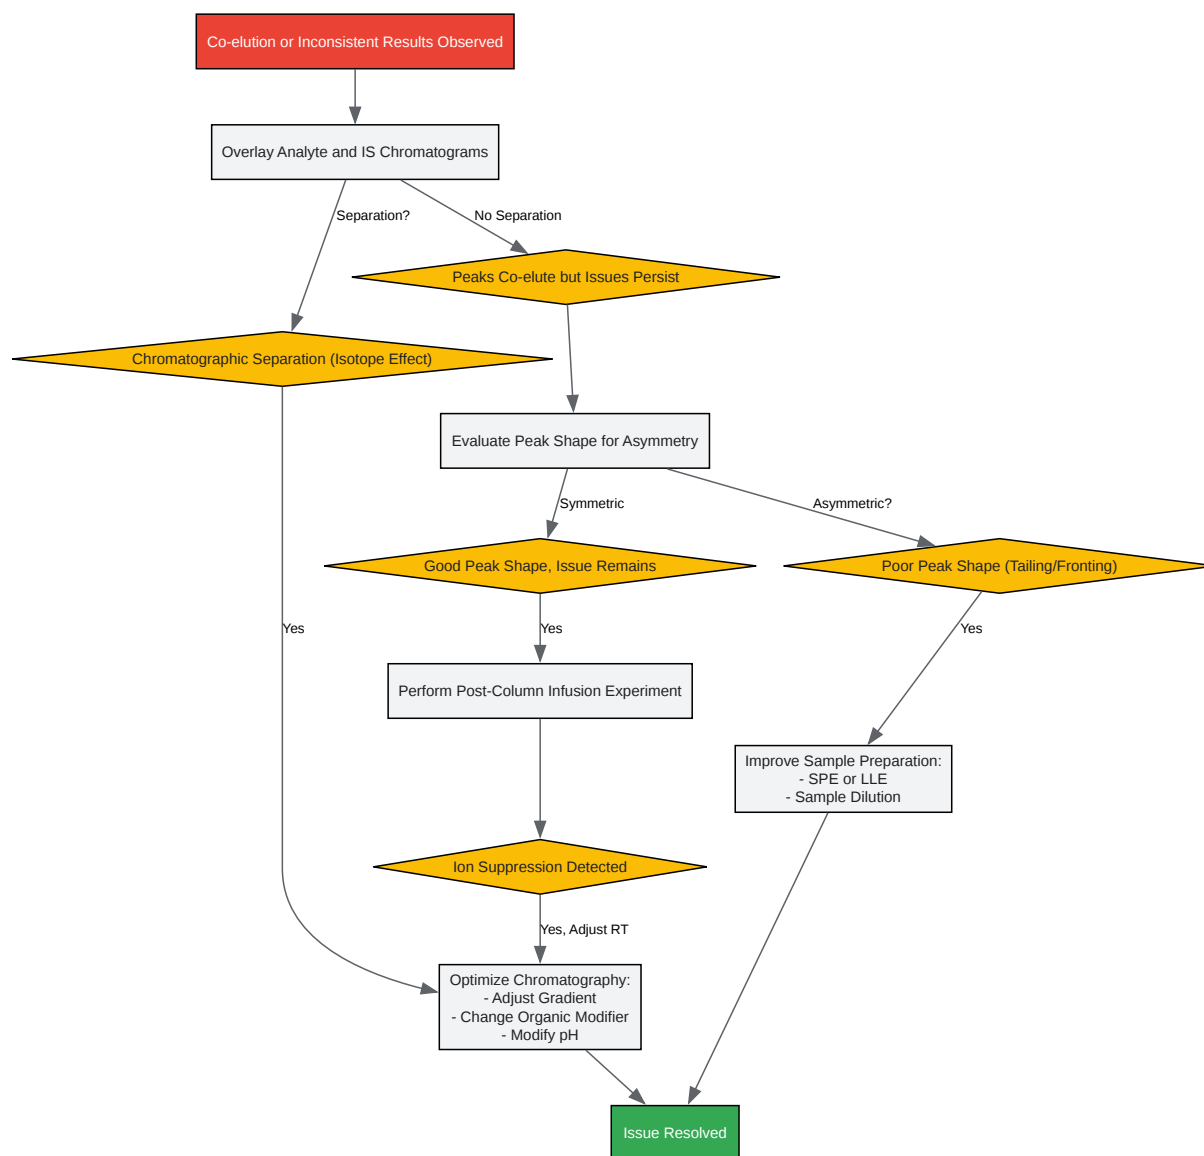 Co-elution or Inconsistent Results Observed
Overlay Analyte and IS Chromatograms
Separation?
No Separation
Peaks Co-elute but Issues Persist
Chromatographic Separation (Isotope Effect)
Evaluate Peak Shape for Asymmetry
Symmetric
Asymmetric?
Good Peak Shape, Issue Remains
Poor Peak Shape (Tailing/Fronting)
Yes
Yes
Yes
Perform Post-Column Infusion Experiment
Improve Sample Preparation:
- SPE or LLE
- Sample Dilution
Ion Suppression Detected
Yes, Adjust RT
Optimize Chromatography:
- Adjust Gradient
- Change Organic Modifier
- Modify pH
Issue Resolved